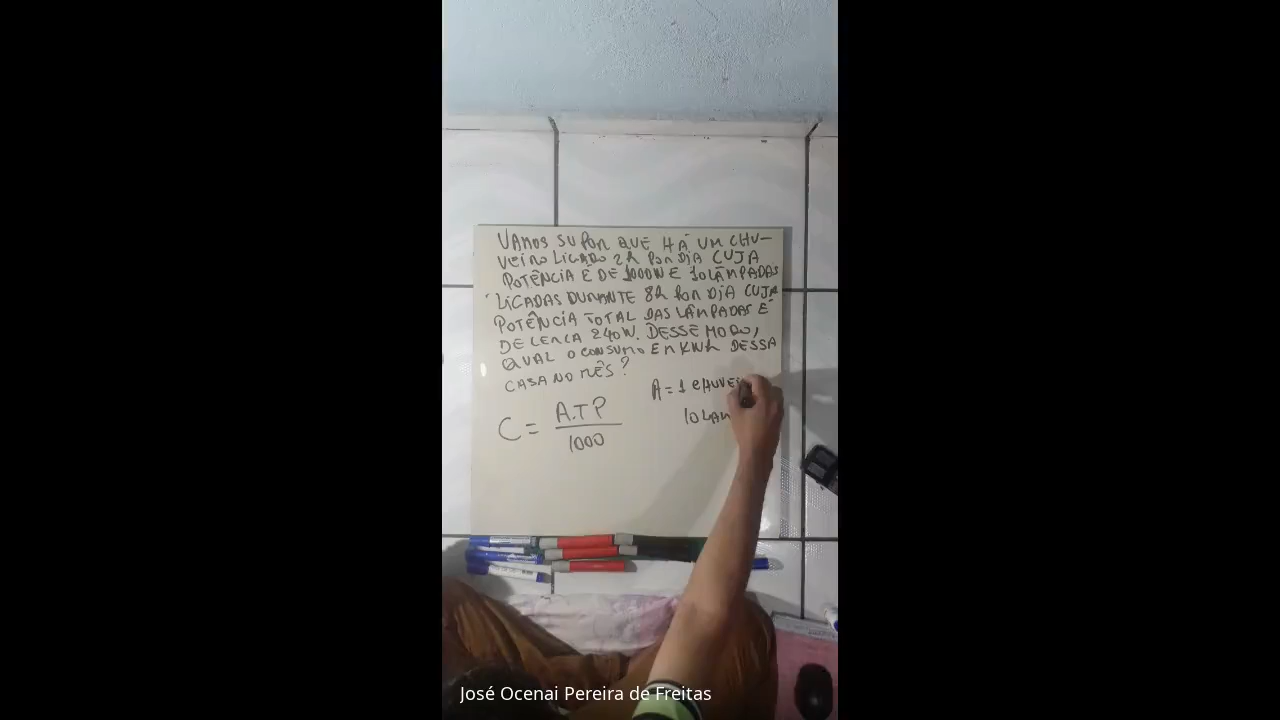 VAMOS SUPOR QUE HÁ UM CHU-
VEIRO LIGADO 2h POR DIA CUJA
POTÊNCIA É DE 1000W E 10 LÂMPADAS
LIGADAS DURANTE 8h POR DIA CUJA
POTÊNCIA TOTAL DAS LÂMPADAS É
DE CERCA 240W. DESSE MODO,
QUAL O CONSUMO EM KWh DESSA
CASA NO MÊS?
A = 1 CHUVEI
10 LAM
C = A.T P
1000
José Ocenai Pereira de Freitas